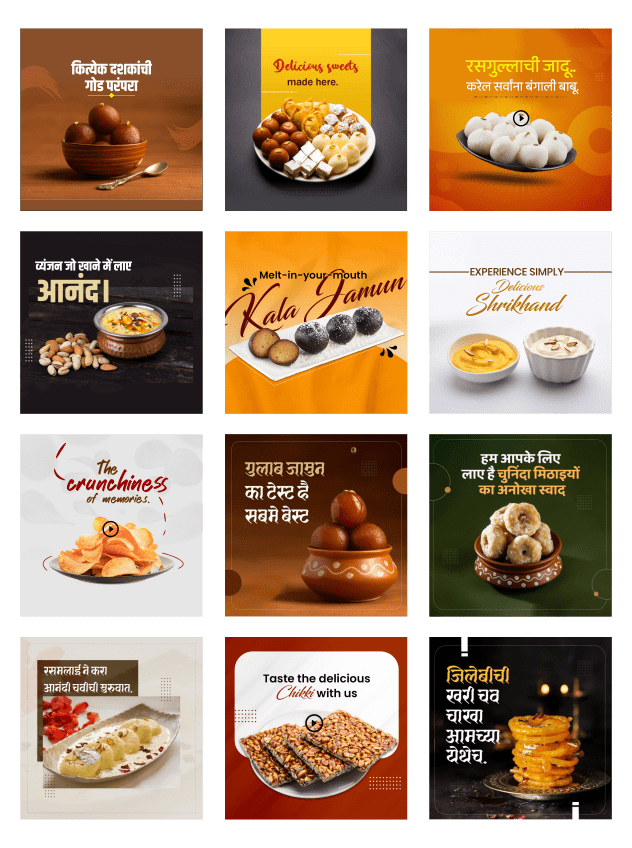 कित्येक दशकांची
गोड परंपरा
Delicious sweets
made here.
रसगुल्लाची जादू..
करेल सर्वांना बंगाली बाबू.
व्यंजन जो खाने में लाए
आनंद।
Melt-in-your-mouth
Kala Jamun
EXPERIENCE SIMPLY
Delicious
Shrikhand
The
crunchiness
of memories.
गुलाब जामुन
का टेस्ट है
सबमे बेस्ट
हम आपके लिए
लाए है चुनिंदा मिठाइयों
का अनोखा स्वाद
रसमलाई ने करा
आनंदी चवीची सुरुवात.
Taste the delicious
Chikki with us
जिलेबीची
खरी चव
चाखा
आमच्या
येथेच.